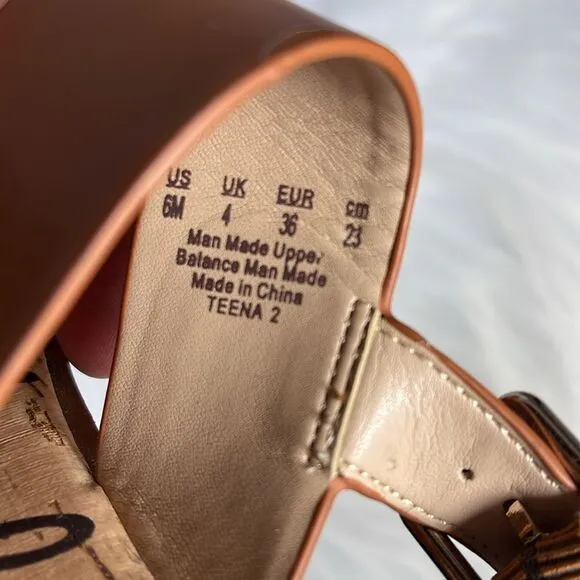 US UK EUR cm
6M 4 36 23
Man Made Upper
Balance Man Made
Made in China
TEENA 2